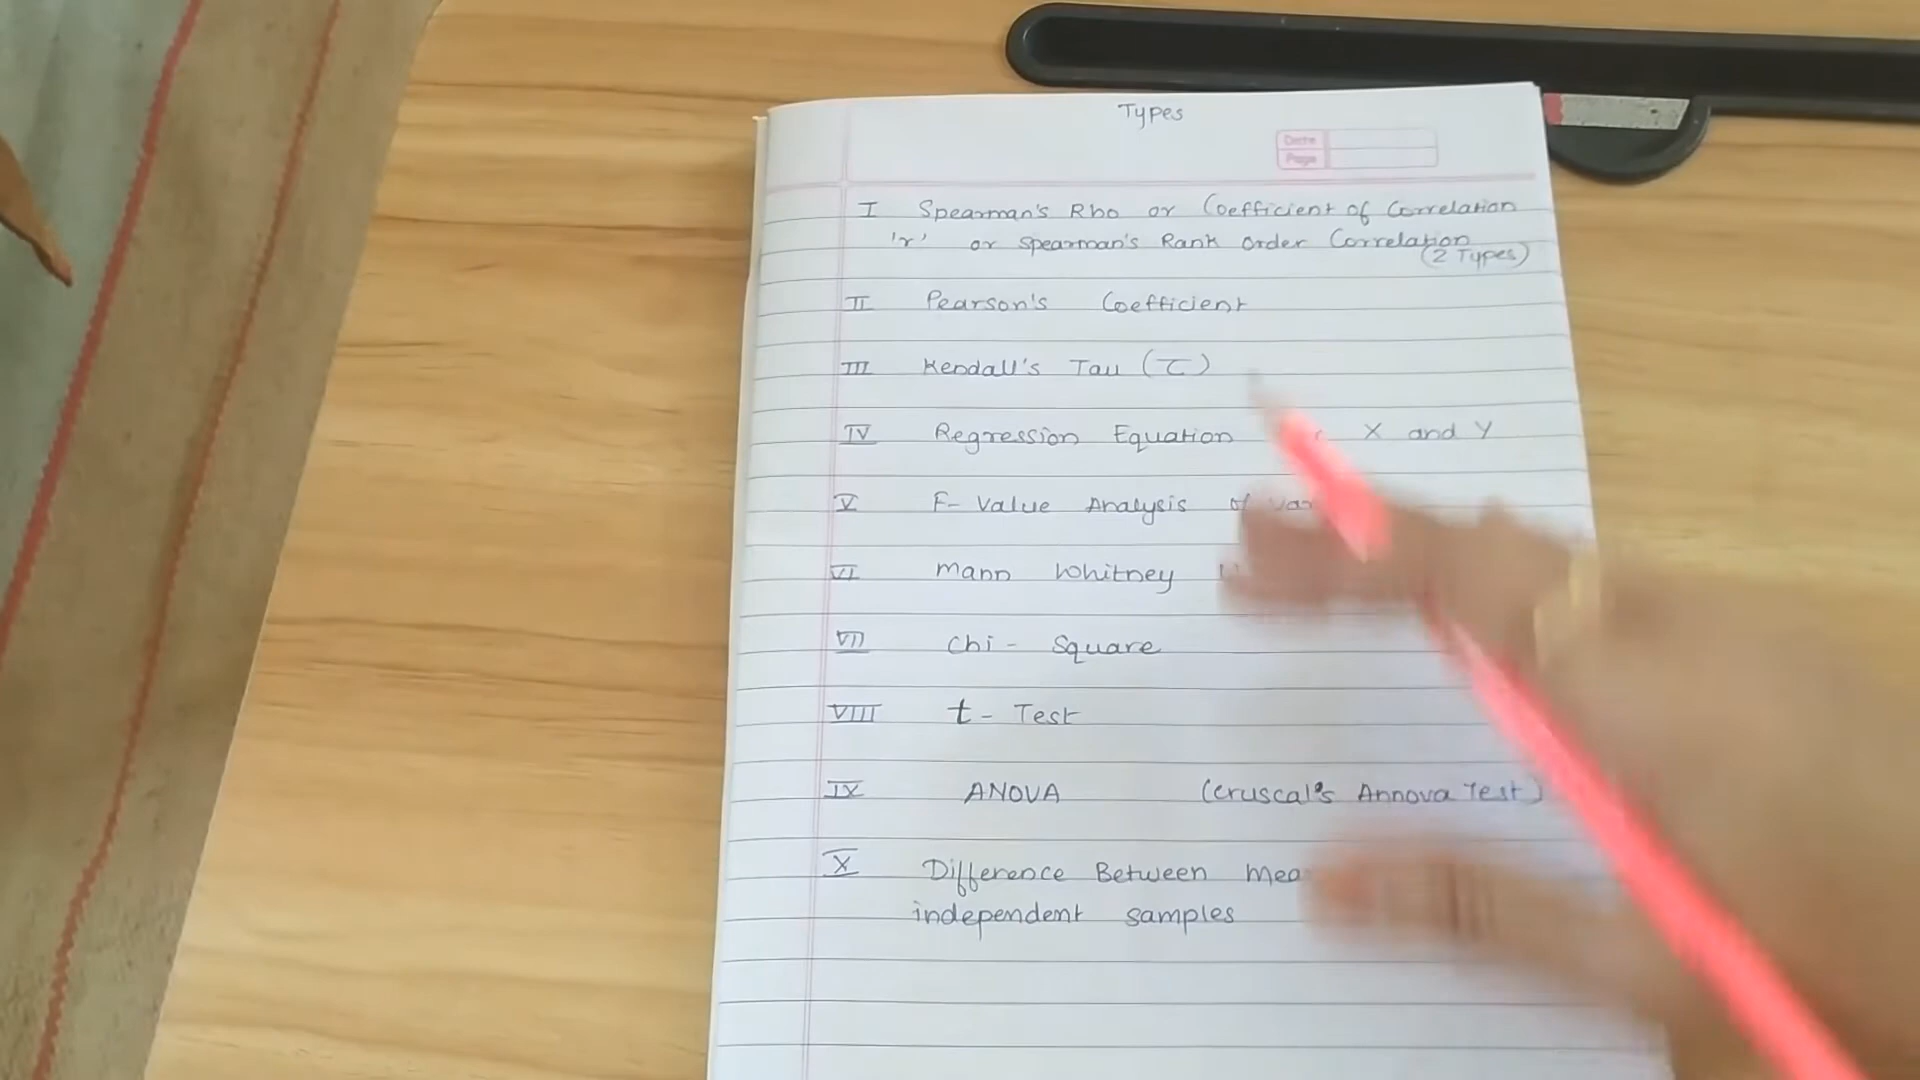 Types
Date
Page
I Spearman's Rho or Coefficient of Correlation
'r' or Spearman's Rank Order Correlation
(2 Types)
II Pearson's Coefficient
III Kendall's Tau (τ)
IV Regression Equation X and Y
V F- Value Analysis of
VI Mann Whitney
VII Chi - Square
VIII t - Test
IX ANOVA (Cruscal's Annova Test)
X Difference Between
independent samples